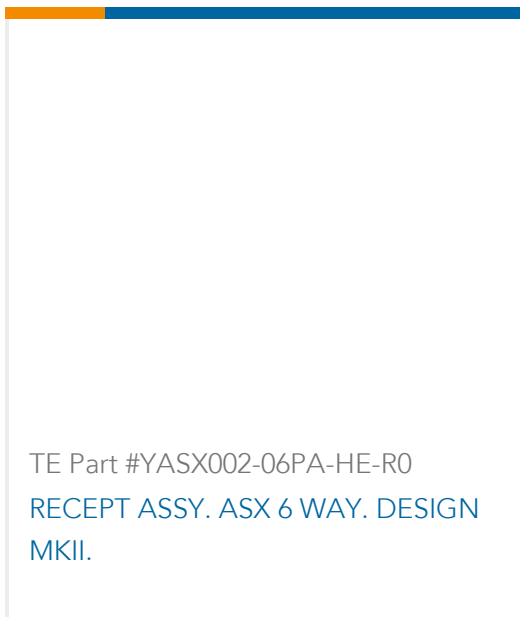 TE Part #YASX002-06PA-HE-R0
RECEPT ASSY. ASX 6 WAY. DESIGN
MKII.